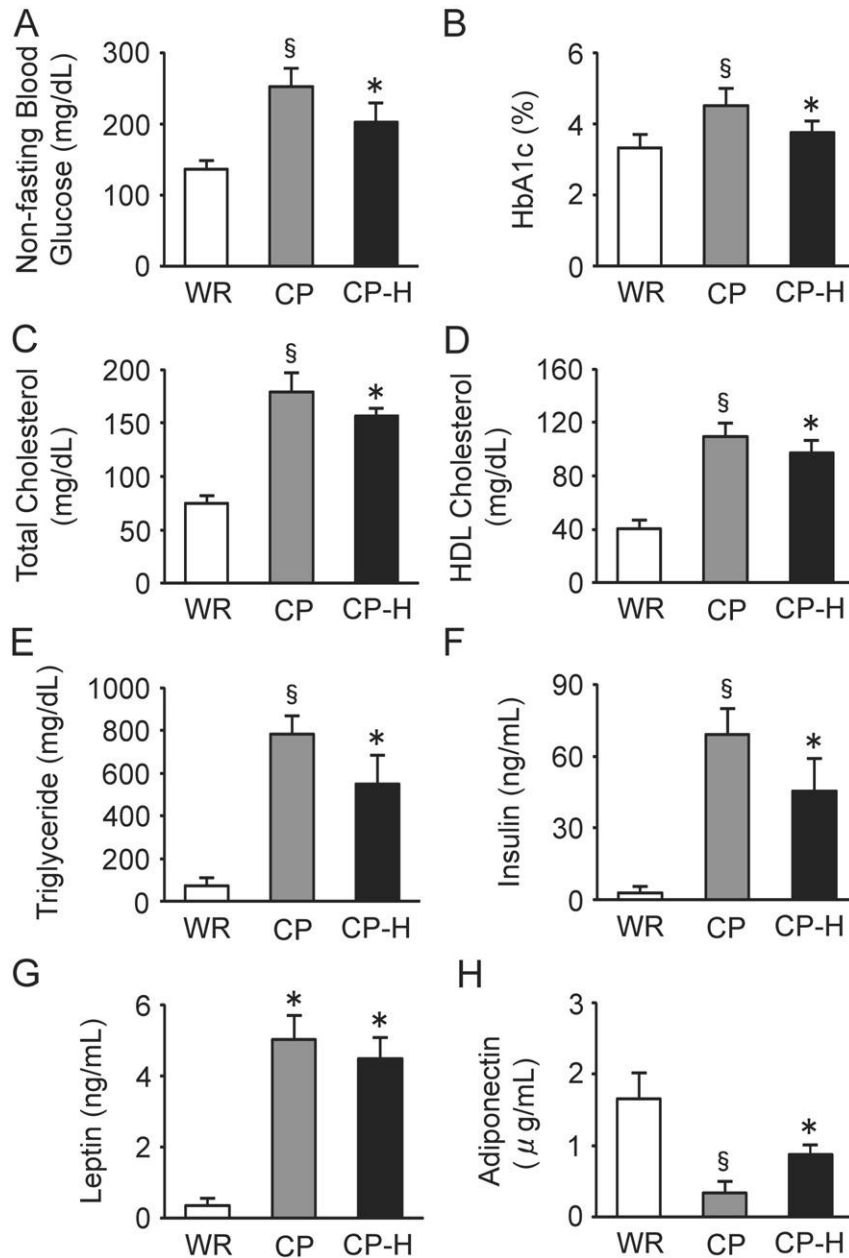 A
Non-fasting Blood
Glucose (mg/dL)
300
200
100
0
§
*
WR CP CP-H
B
HbA1c (%)
6
4
2
0
§
*
WR CP CP-H
C
Total Cholesterol
(mg/dL)
200
150
100
50
0
§
*
WR CP CP-H
D
HDL Cholesterol
(mg/dL)
160
120
80
40
0
§
*
WR CP CP-H
E
Triglyceride (mg/dL)
1000
800
600
400
200
0
§
*
WR CP CP-H
F
Insulin (ng/mL)
90
60
30
0
§
*
WR CP CP-H
G
Leptin (ng/mL)
6
4
2
0
*
*
WR CP CP-H
H
Adiponectin
(μg/mL)
3
2
1
0
§
*
WR CP CP-H